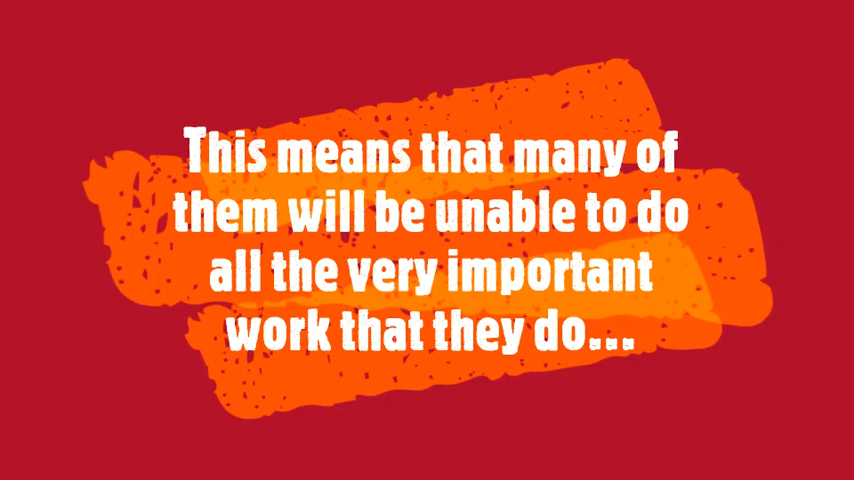 This means that many of
them will be unable to do
all the very important
work that they do...